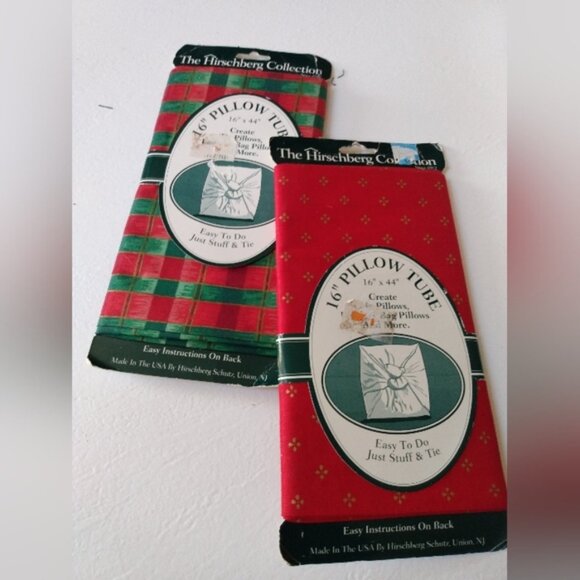 The Hirschberg Collection
16" PILLOW TUBE
16" x 44"
Create
Pillows,
Bag Pillo
More.
Easy To Do
Just Stuff & Tie
Easy Instructions On Back
Made In The USA By Hirschberg Schutz, Union, NJ
The Hirschberg Collection
16" PILLOW TUBE
16" x 44"
Create
Pillows,
Bag Pillows
And More.
Easy To Do
Just Stuff & Tie
Easy Instructions On Back
Made In The USA By Hirschberg Schutz, Union, NJ